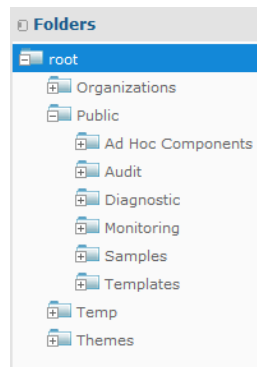 Folders
root
Organizations
Public
Ad Hoc Components
Audit
Diagnostic
Monitoring
Samples
Templates
Temp
Themes